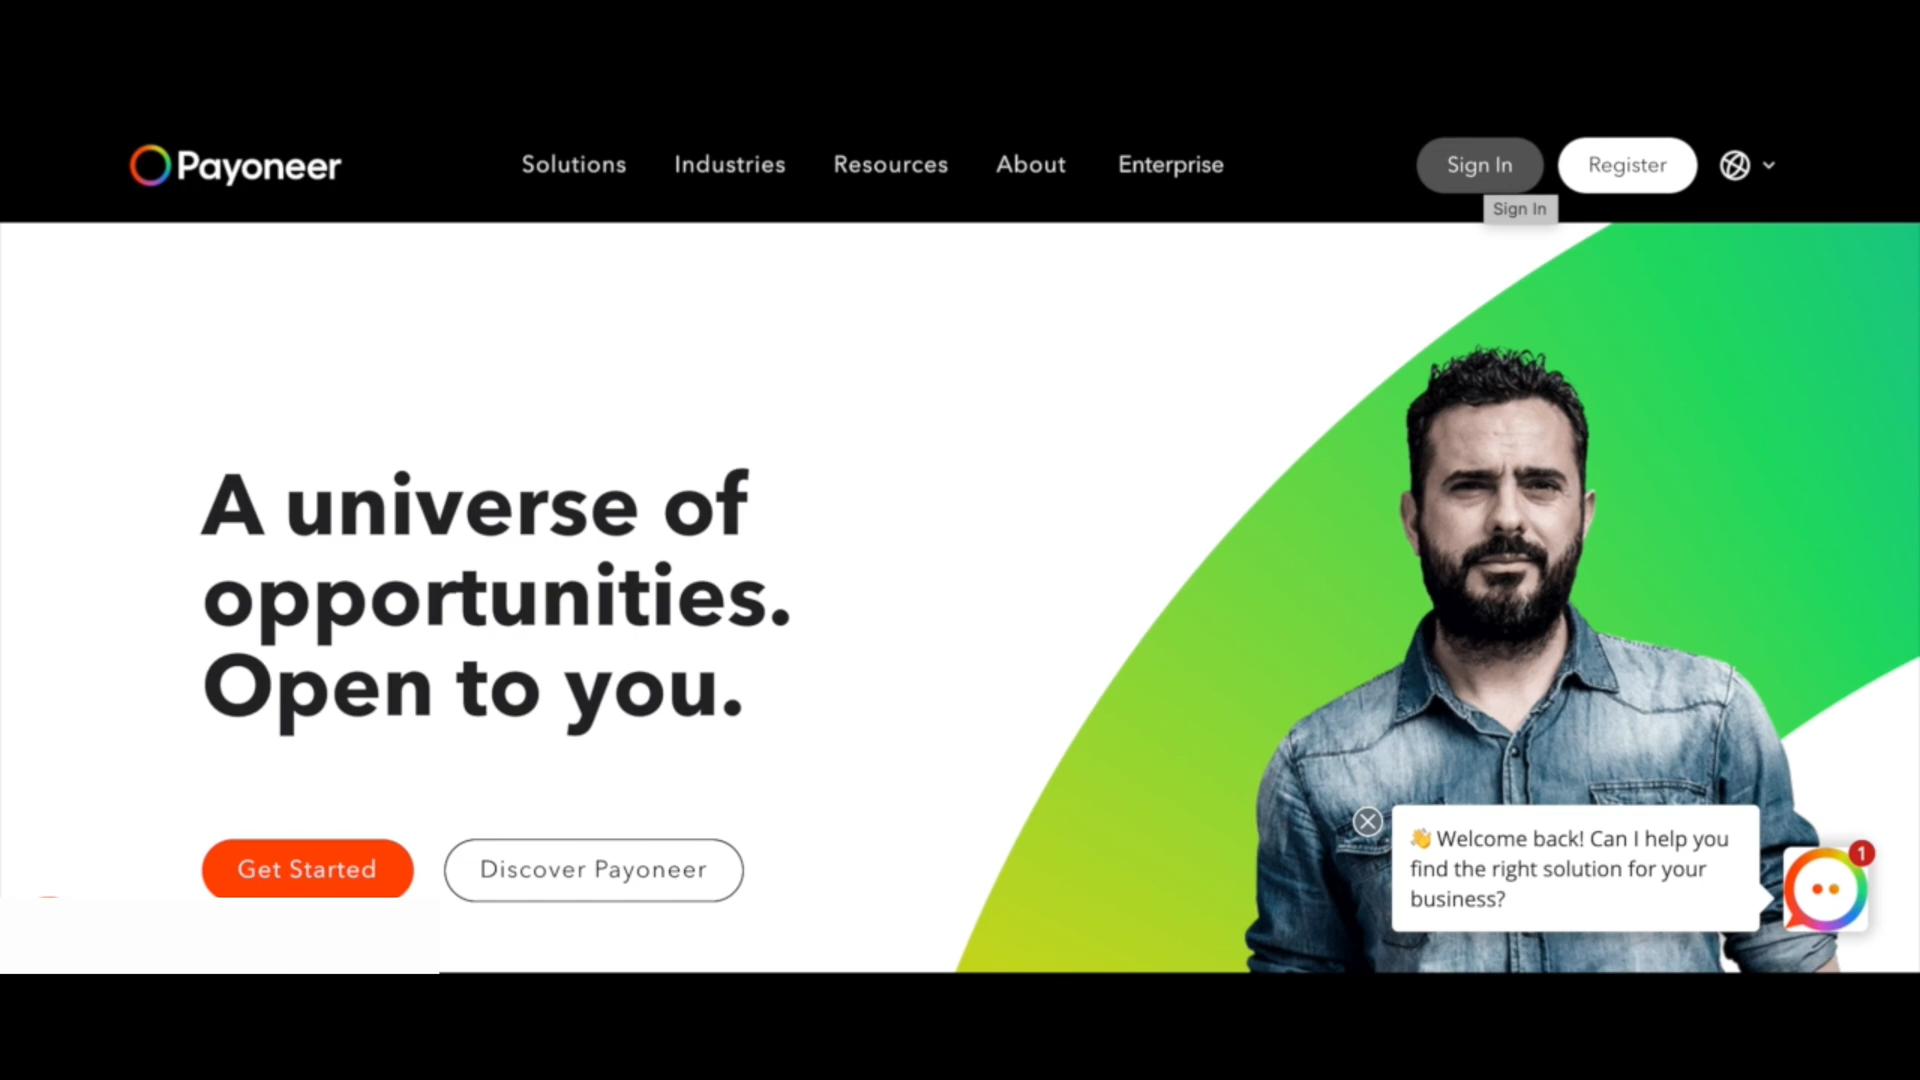 Payoneer
Solutions
Industries
Resources
About
Enterprise
Sign In
Register
Sign In
A universe of
opportunities.
Open to you.
Get Started
Discover Payoneer
👋 Welcome back! Can I help you
find the right solution for your
business?
1